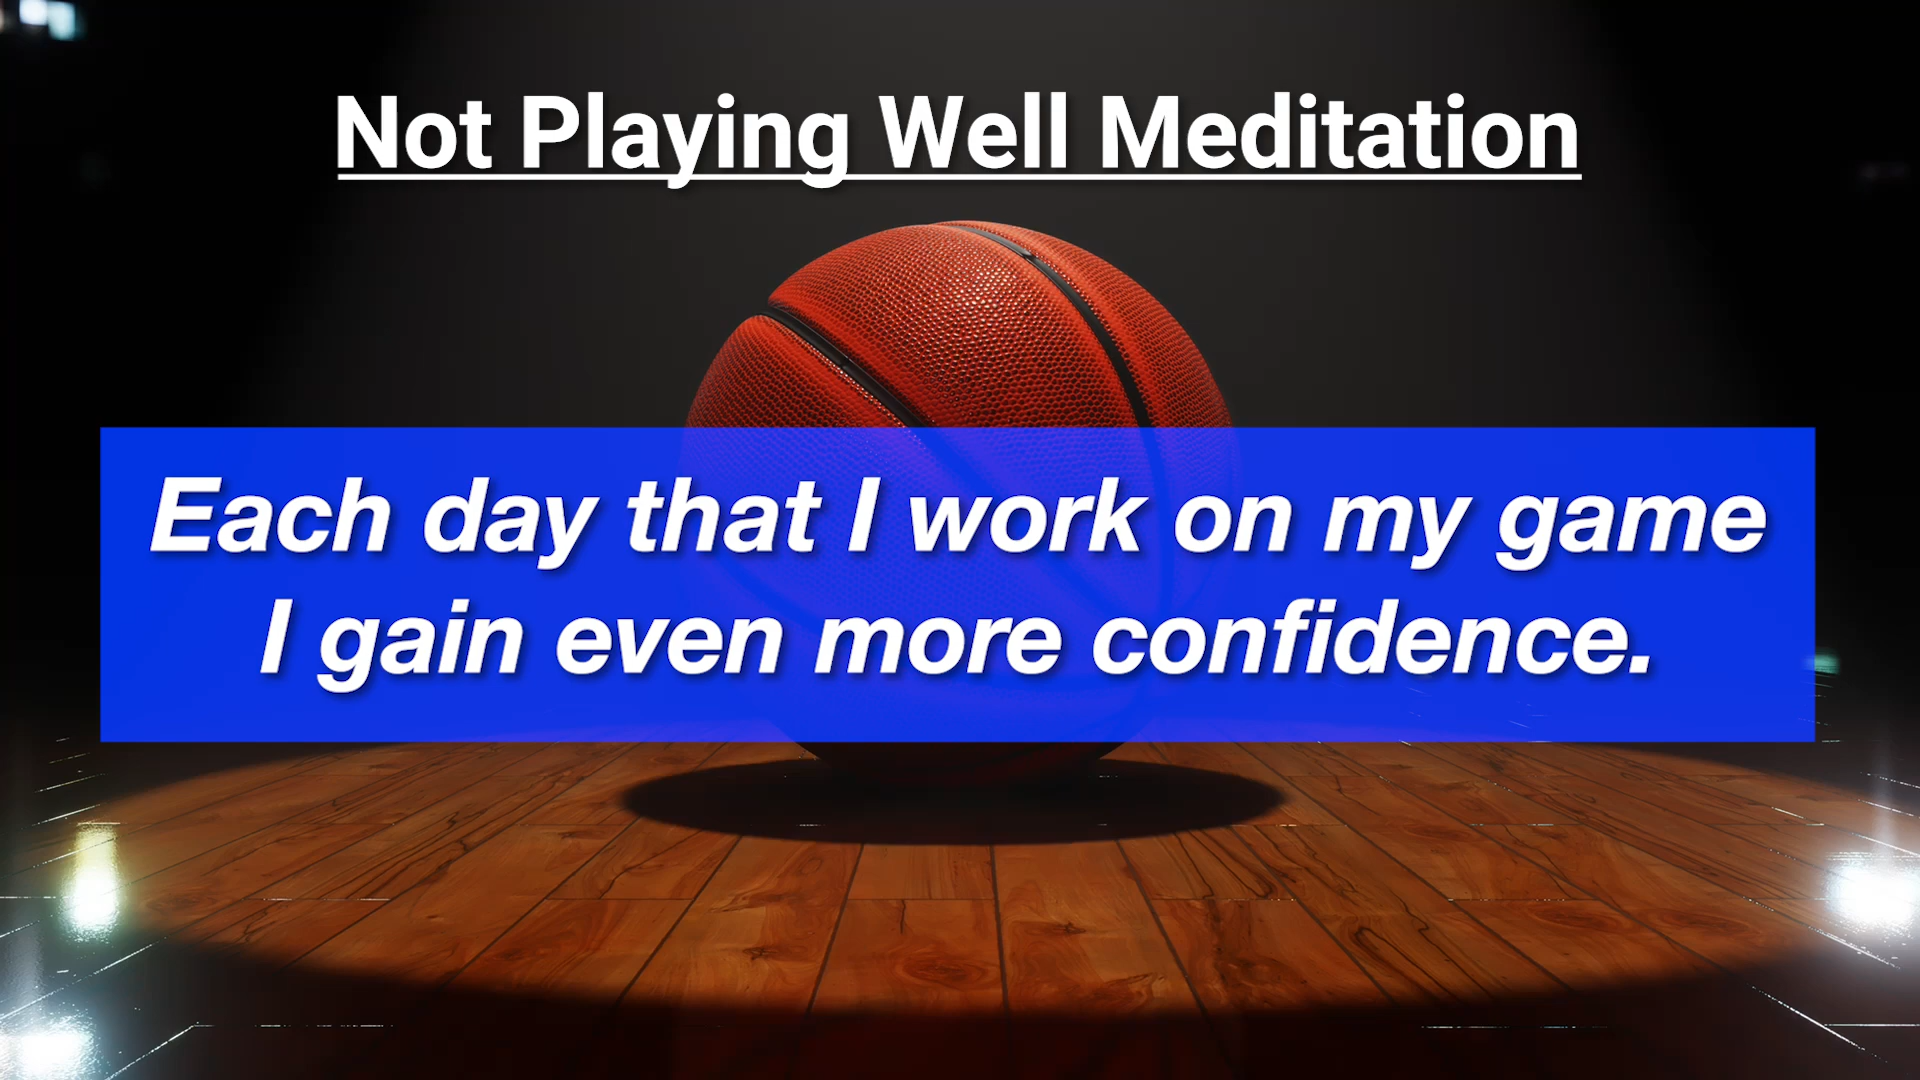 Not Playing Well Meditation
Each day that I work on my game
I gain even more confidence.